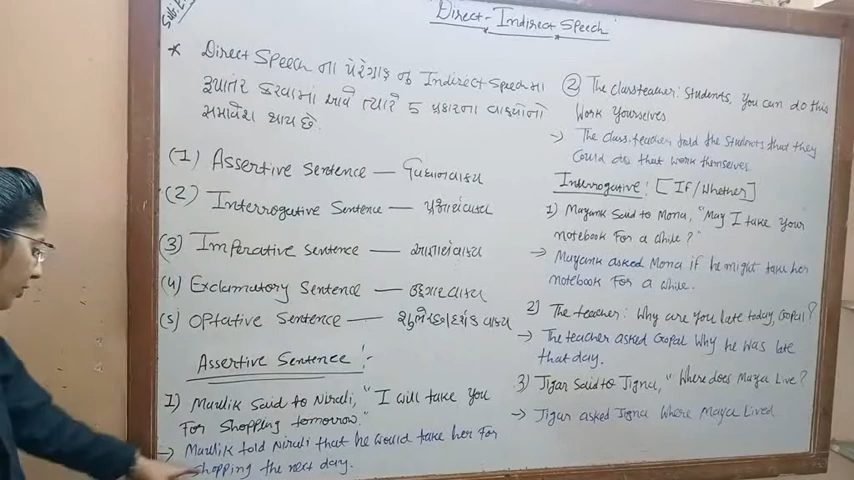 Direct-Indirect Speech
* Direct Speech ના પેરેગ્રાફ જ Indirect Speech માં
રૂપાંતર કરવામાં આવે ત્યારે 5 પ્રકારના વાક્યોનો
સમાવેશ થાય છે.
(1) Assertive Sentence — વિધાનવાક્ય
(2) Interrogative Sentence — પ્રશ્નાર્થવાક્ય
(3) Imperative Sentence — આજ્ઞાર્થવાક્ય
(4) Exclamatory Sentence — ઉદ્ગારવાક્ય
(5) Optative Sentence — વાક્ય
Assertive Sentence :-
1) Maulik said to Nirali, "I will take you
For Shopping tomorrow."
→ Maulik told Nirali that he would take her For
Shopping the next day.
② The classteacher: Students, You can do this
Work Yourselves.
→ The class.teacher told the Students that they
Could do that work themselves.
Interrogative: [If/Whether]
1) Mayank Said to Mona, "May I take your
notebook For a while?"
→ Mayank asked Mona if he might take her
notebook For a while.
2) The teacher: Why are you late today, Gopal?
→ The teacher asked Gopal Why he was late
that day.
3) Jigar Said to Jigna, "Where does Maya Live?
→ Jigar asked Jigna Where Maya Lived